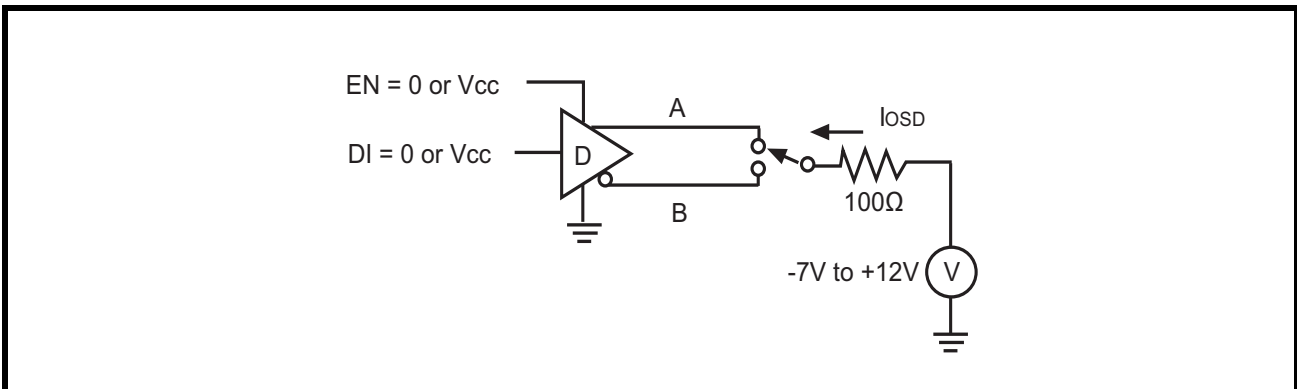 EN = 0 or Vcc
A
IOSD
DI = 0 or Vcc
D
100Ω
B
-7V to +12V
V